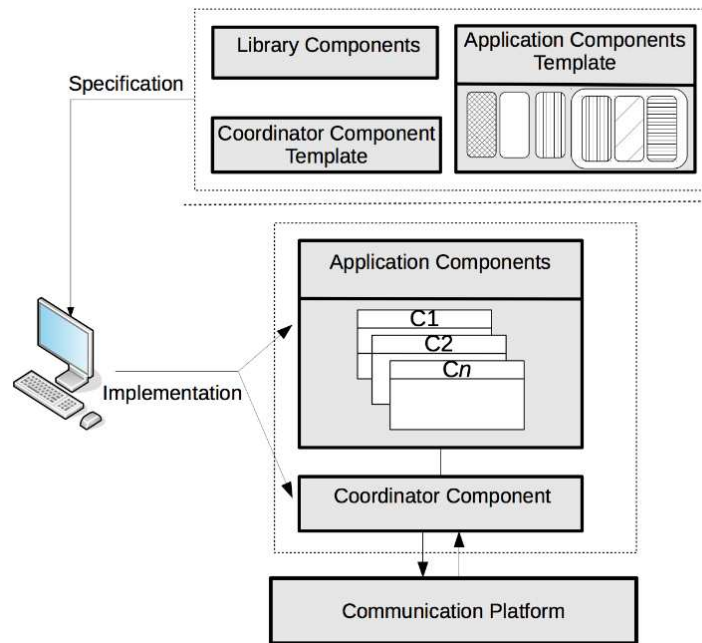 Library Components
Application Components
Template
Specification
Coordinator Component
Template
Application Components
C1
C2
Cn
Implementation
Coordinator Component
Communication Platform